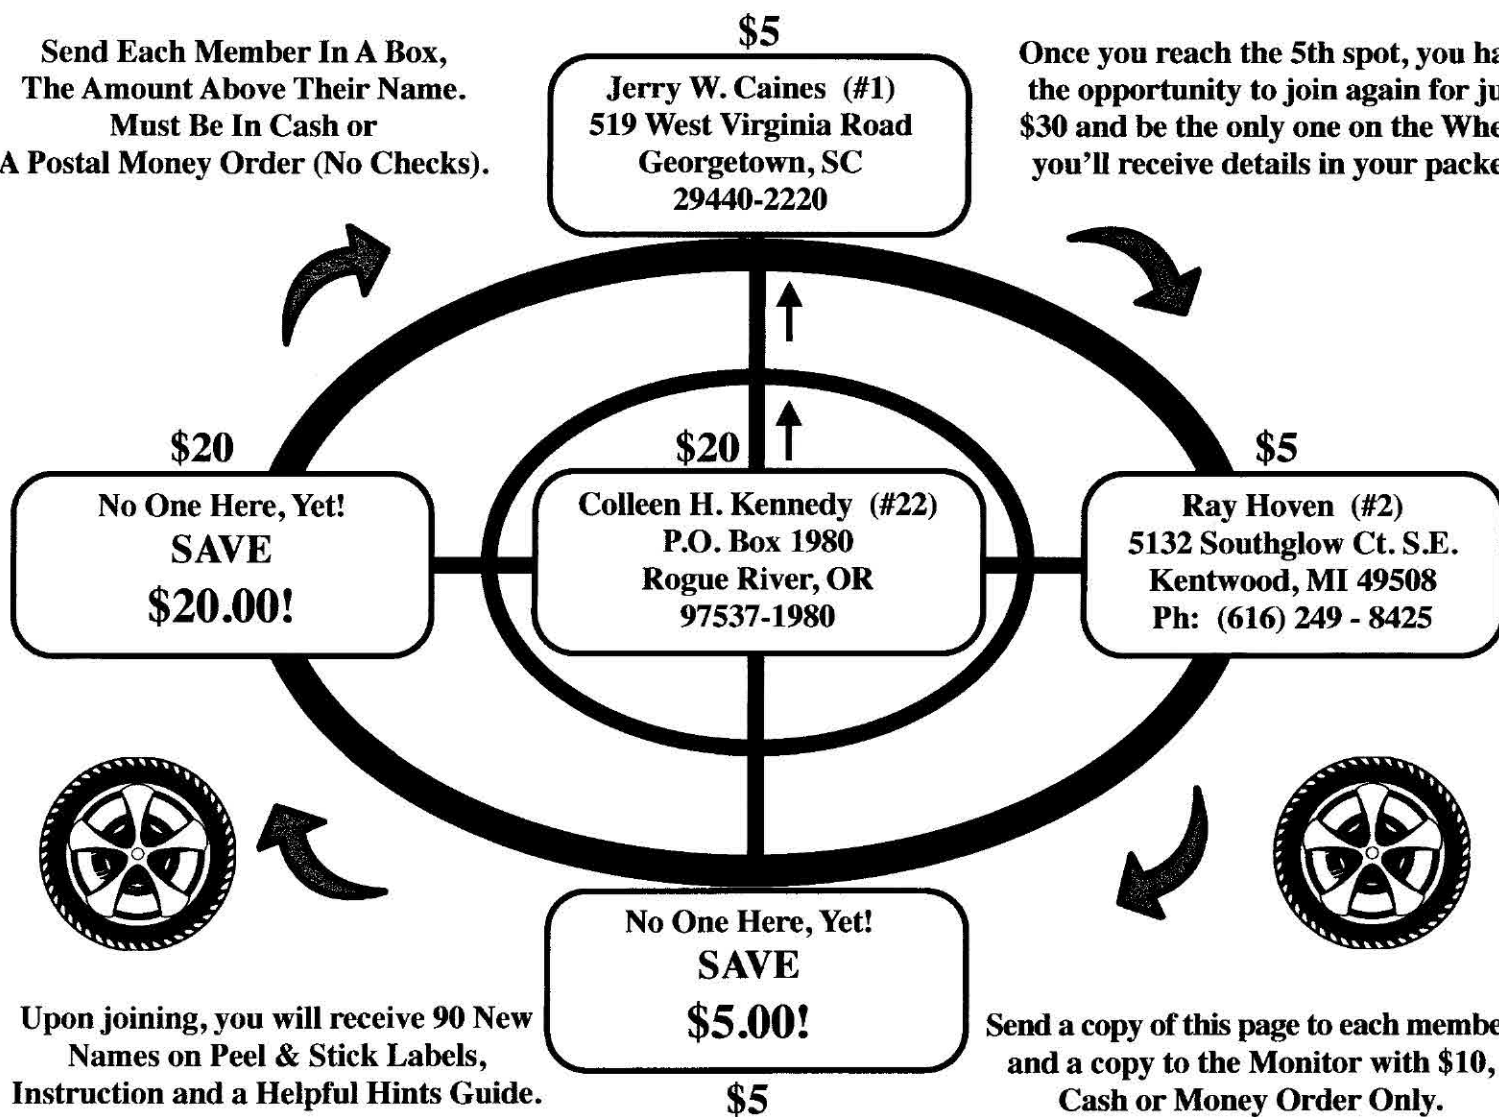 $5
Send Each Member In A Box,
The Amount Above Their Name.
Must Be In Cash or
A Postal Money Order (No Checks).
Jerry W. Caines (#1)
519 West Virginia Road
Georgetown, SC
29440-2220
Once you reach the 5th spot, you ha
the opportunity to join again for ju
$30 and be the only one on the Whe
you'll receive details in your packe
$20
No One Here, Yet!
SAVE
$20.00!
$20
Colleen H. Kennedy (#22)
P.O. Box 1980
Rogue River, OR
97537-1980
$5
Ray Hoven (#2)
5132 Southglow Ct. S.E.
Kentwood, MI 49508
Ph: (616) 249 - 8425
No One Here, Yet!
SAVE
$5.00!
$5
Upon joining, you will receive 90 New
Names on Peel & Stick Labels,
Instruction and a Helpful Hints Guide.
Send a copy of this page to each membe
and a copy to the Monitor with $10,
Cash or Money Order Only.